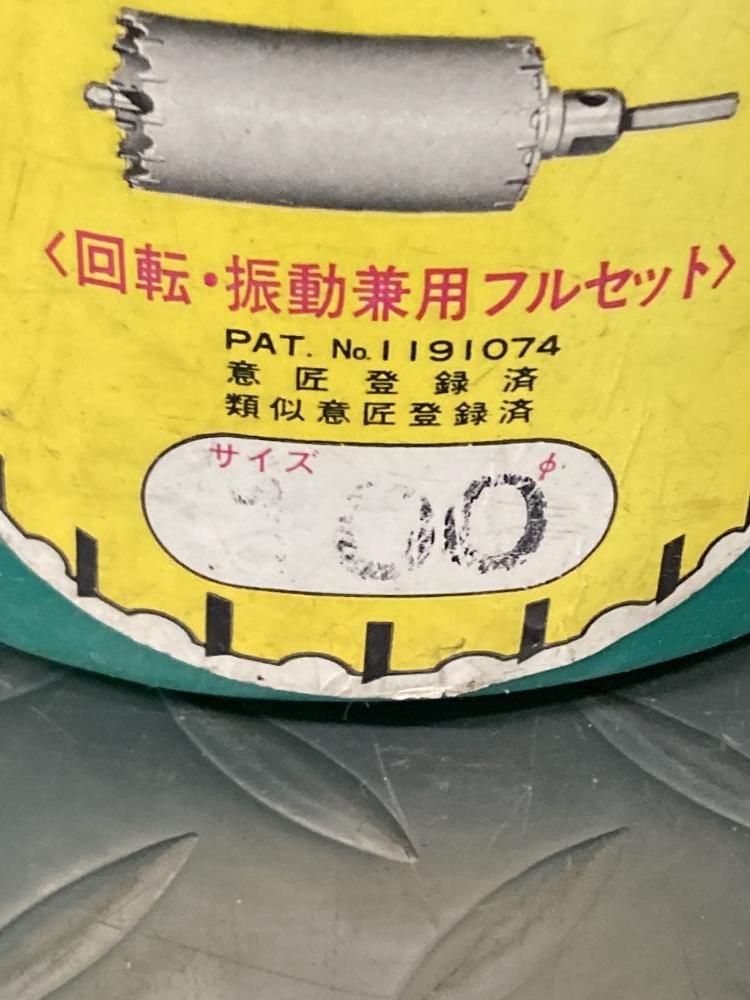 〈回転・振動兼用フルセット〉
PAT. No.1191074
意匠登録済
類似意匠登録済
サイズ φ
00